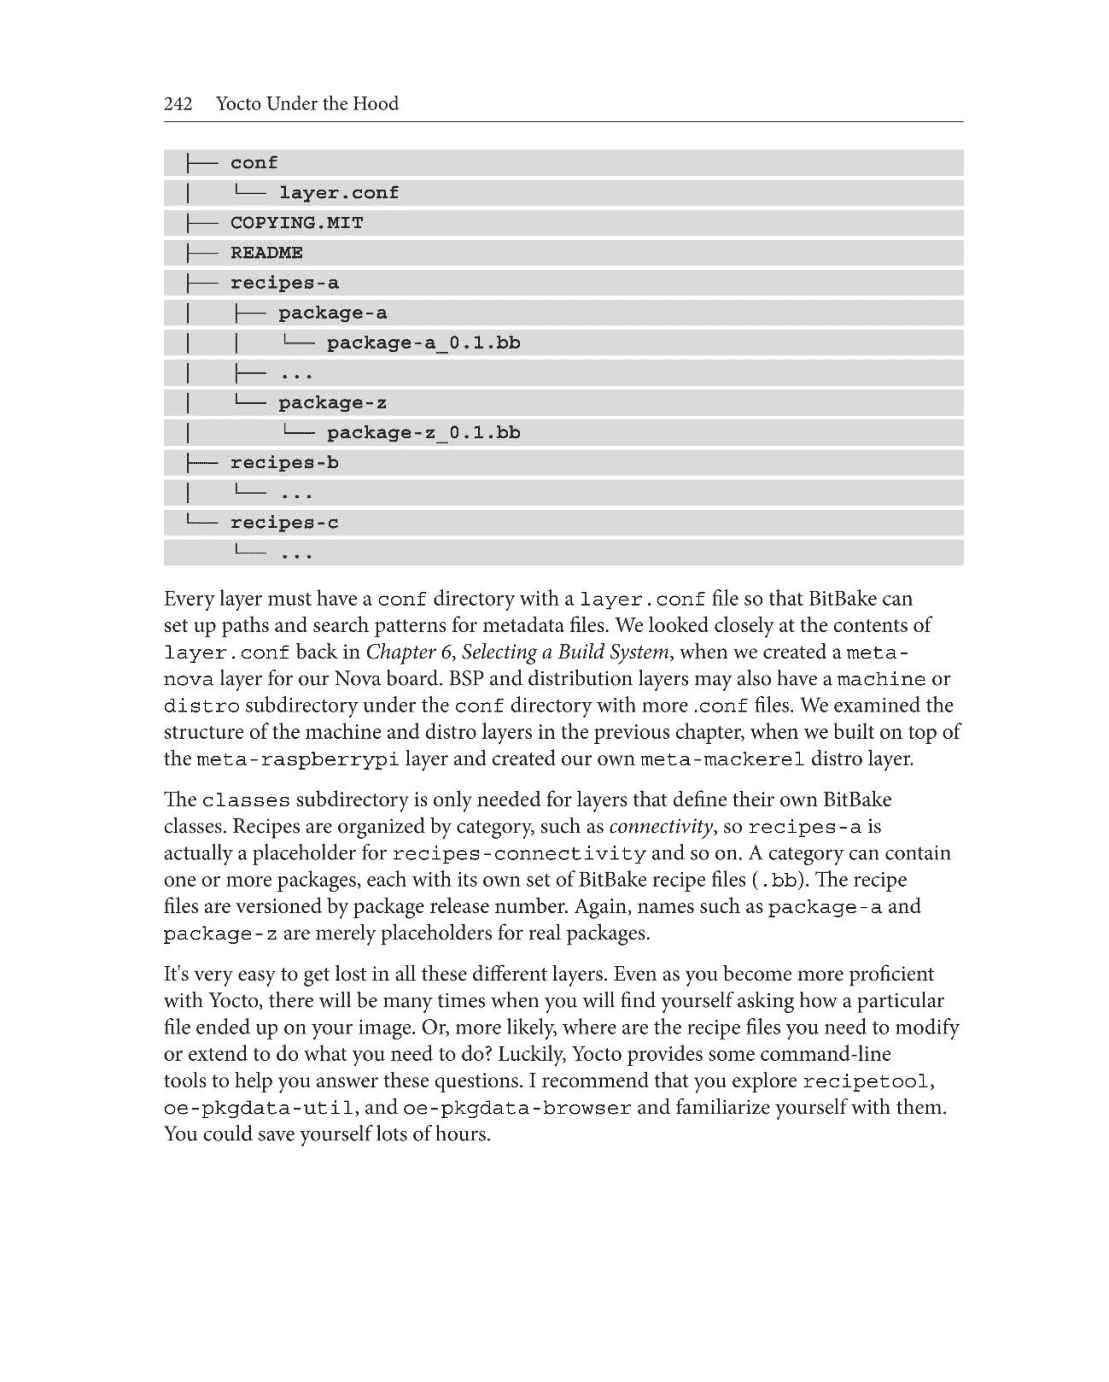 242 Yocto Under the Hood
├── conf
│   └── layer.conf
├── COPYING.MIT
├── README
├── recipes-a
│   ├── package-a
│   │   └── package-a_0.1.bb
│   ├── ...
│   └── package-z
│       └── package-z_0.1.bb
├── recipes-b
│   └── ...
└── recipes-c
    └── ...
Every layer must have a conf directory with a layer.conf file so that BitBake can
set up paths and search patterns for metadata files. We looked closely at the contents of
layer.conf back in Chapter 6, Selecting a Build System, when we created a meta-
nova layer for our Nova board. BSP and distribution layers may also have a machine or
distro subdirectory under the conf directory with more .conf files. We examined the
structure of the machine and distro layers in the previous chapter, when we built on top of
the meta-raspberrypi layer and created our own meta-mackerel distro layer.
The classes subdirectory is only needed for layers that define their own BitBake
classes. Recipes are organized by category, such as connectivity, so recipes-a is
actually a placeholder for recipes-connectivity and so on. A category can contain
one or more packages, each with its own set of BitBake recipe files (.bb). The recipe
files are versioned by package release number. Again, names such as package-a and
package-z are merely placeholders for real packages.
It's very easy to get lost in all these different layers. Even as you become more proficient
with Yocto, there will be many times when you will find yourself asking how a particular
file ended up on your image. Or, more likely, where are the recipe files you need to modify
or extend to do what you need to do? Luckily, Yocto provides some command-line
tools to help you answer these questions. I recommend that you explore recipetool,
oe-pkgdata-util, and oe-pkgdata-browser and familiarize yourself with them.
You could save yourself lots of hours.